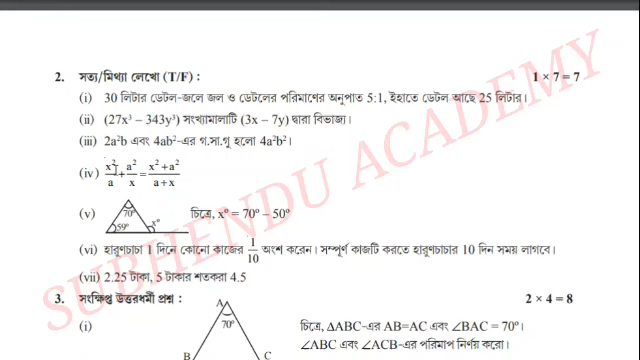 2. সত্য/মিথ্যা লেখো (T/F) : 1 × 7 = 7
(i) 30 লিটার ডেটল-জলে জল ও ডেটলের পরিমাণের অনুপাত 5:1, ইহাতে ডেটল আছে 25 লিটার।
(ii) (27x³ – 343y³) সংখ্যামালাটি (3x – 7y) দ্বারা বিভাজ্য।
(iii) 2a²b এবং 4ab²-এর গ.সা.গু হলো 4a²b²।
(iv) x²/a + a²/x = x² + a²/a + x
(v) 70° 59° x° চিত্রে, x° = 70° – 50°
(vi) হারুণচাচা 1 দিনে কোনো কাজের 1/10 অংশ করেন। সম্পূর্ণ কাজটি করতে হারুণচাচার 10 দিন সময় লাগবে।
(vii) 2.25 টাকা, 5 টাকার শতকরা 4.5
3. সংক্ষিপ্ত উত্তরধর্মী প্রশ্ন : 2 × 4 = 8
(i) A 70° B C চিত্রে, ΔABC-এর AB=AC এবং ∠BAC = 70°।
∠ABC এবং ∠ACB-এর পরিমাপ নির্ণয় করো।
SUBHENDU ACADEMY